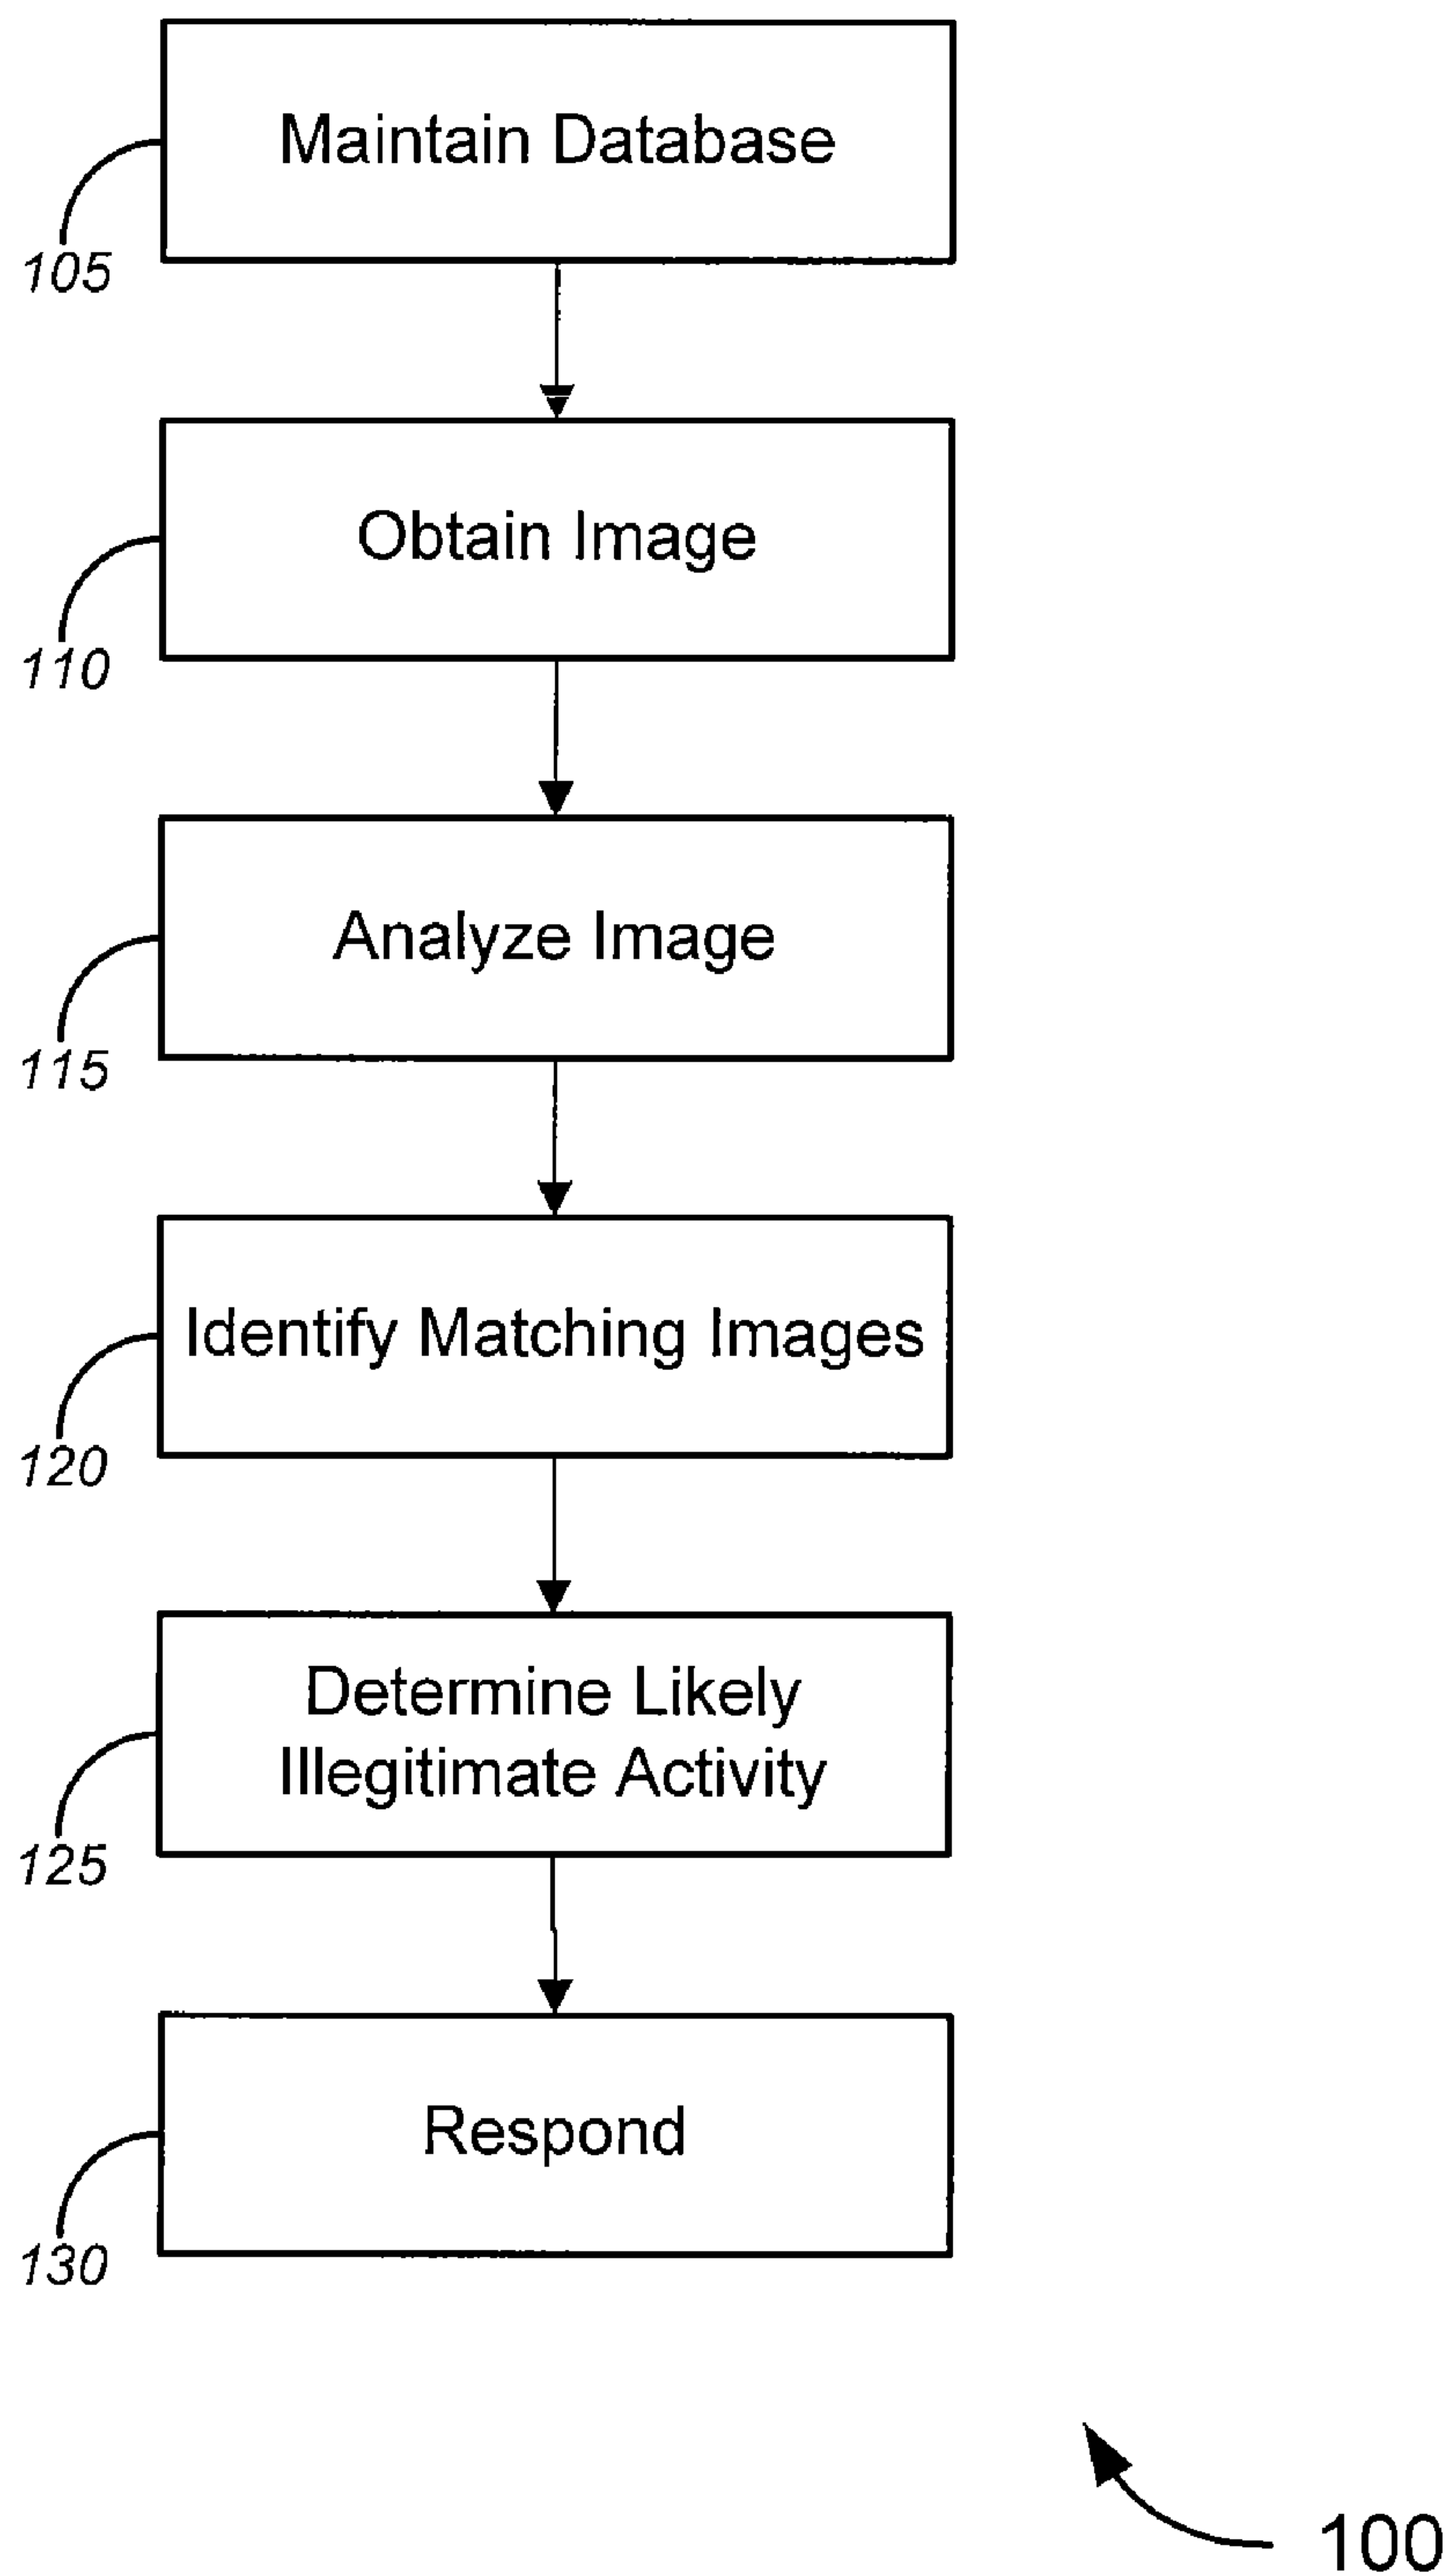 Maintain Database
105
Obtain Image
110
Analyze Image
115
Identify Matching Images
120
Determine Likely
Illegitimate Activity
125
Respond
130
100